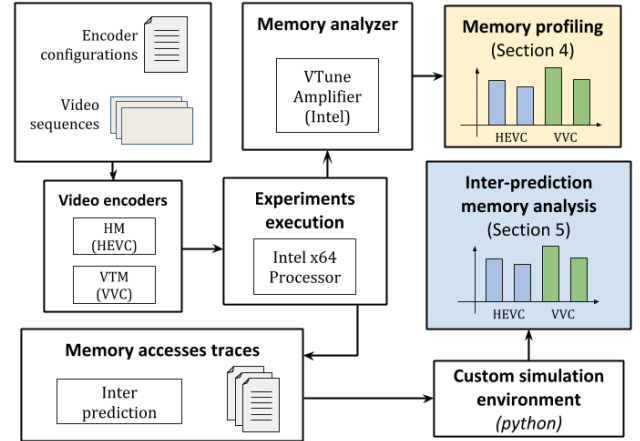 Encoder
configurations
Video
sequences
Memory analyzer
VTune
Amplifier
(Intel)
Memory profiling
(Section 4)
HEVC
VVC
Video encoders
HM
(HEVC)
VTM
(VVC)
Experiments
execution
Intel x64
Processor
Inter-prediction
memory analysis
(Section 5)
HEVC
VVC
Memory accesses traces
Inter
prediction
Custom simulation
environment
(python)